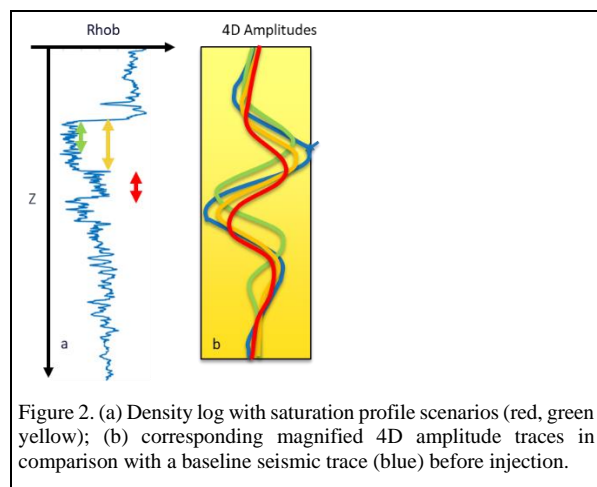 Rhob
4D Amplitudes
Z
a
b
Figure 2. (a) Density log with saturation profile scenarios (red, green
yellow); (b) corresponding magnified 4D amplitude traces in
comparison with a baseline seismic trace (blue) before injection.